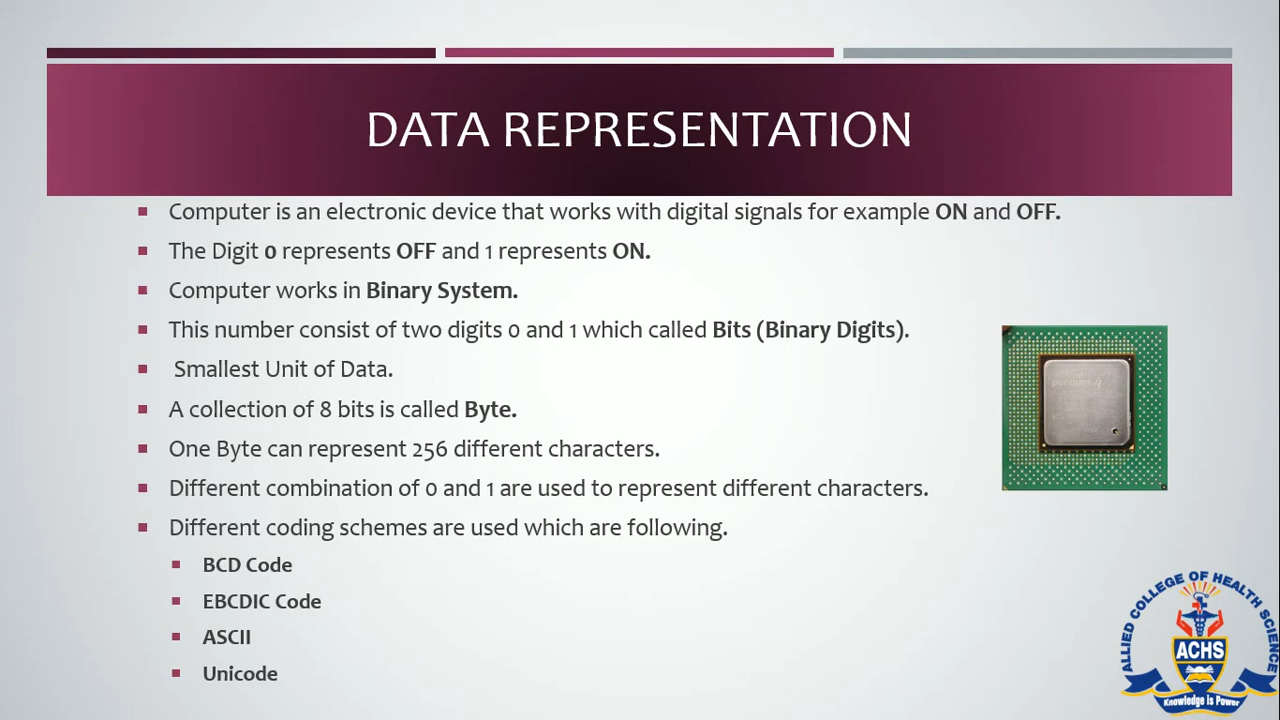 DATA REPRESENTATION
Computer is an electronic device that works with digital signals for example ON and OFF.
The Digit 0 represents OFF and 1 represents ON.
Computer works in Binary System.
This number consist of two digits 0 and 1 which called Bits (Binary Digits).
Smallest Unit of Data.
A collection of 8 bits is called Byte.
One Byte can represent 256 different characters.
Different combination of 0 and 1 are used to represent different characters.
Different coding schemes are used which are following.
BCD Code
EBCDIC Code
ASCII
Unicode
pentium 4
ALLIED COLLEGE OF HEALTH SCIENCE
ACHS
Knowledge is Power